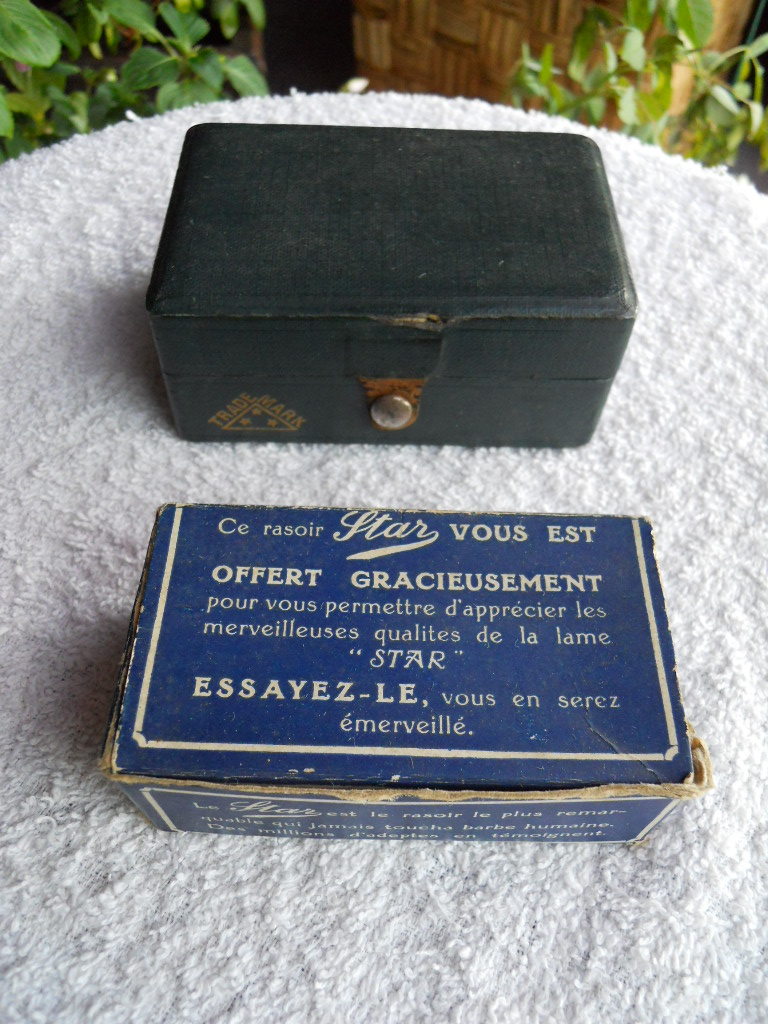 TRADE MARK
Ce rasoir Star VOUS EST
OFFERT GRACIEUSEMENT
pour vous permettre d'apprécier les
merveilleuses qualites de la lame
"STAR"
ESSAYEZ-LE, vous en serez
émerveillé.
Le Star est le rasoir le plus remar-
quable qui jamais toucha barbe humaine.
Des millions d'adeptes en témoignent.